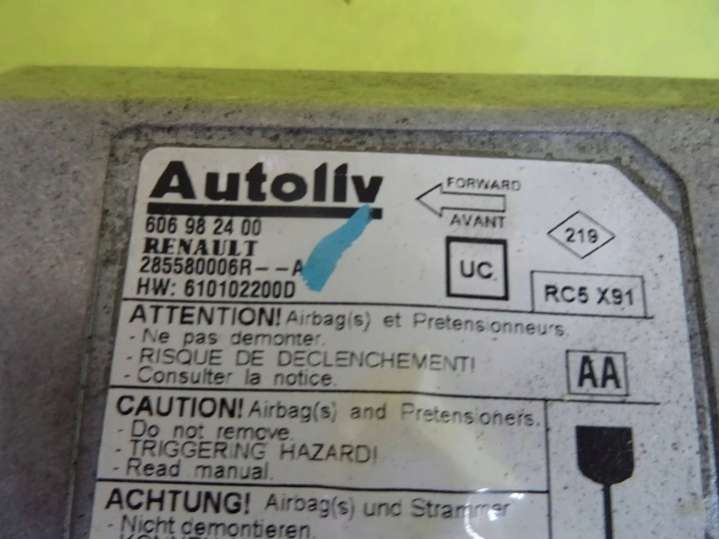 Autoliv
FORWARD
AVANT
606 98 24 00
RENAULT
285580006R--A
HW: 610102200D
UC
219
RC5 X91
ATTENTION! Airbag(s) et Pretensionneurs.
- Ne pas demonter.
- RISQUE DE DECLENCHEMENT!
- Consulter la notice.
AA
CAUTION! Airbag(s) and Pretensioners.
- Do not remove.
- TRIGGERING HAZARD!
- Read manual.
ACHTUNG! Airbag(s) und Strammer
- Nicht demontieren.